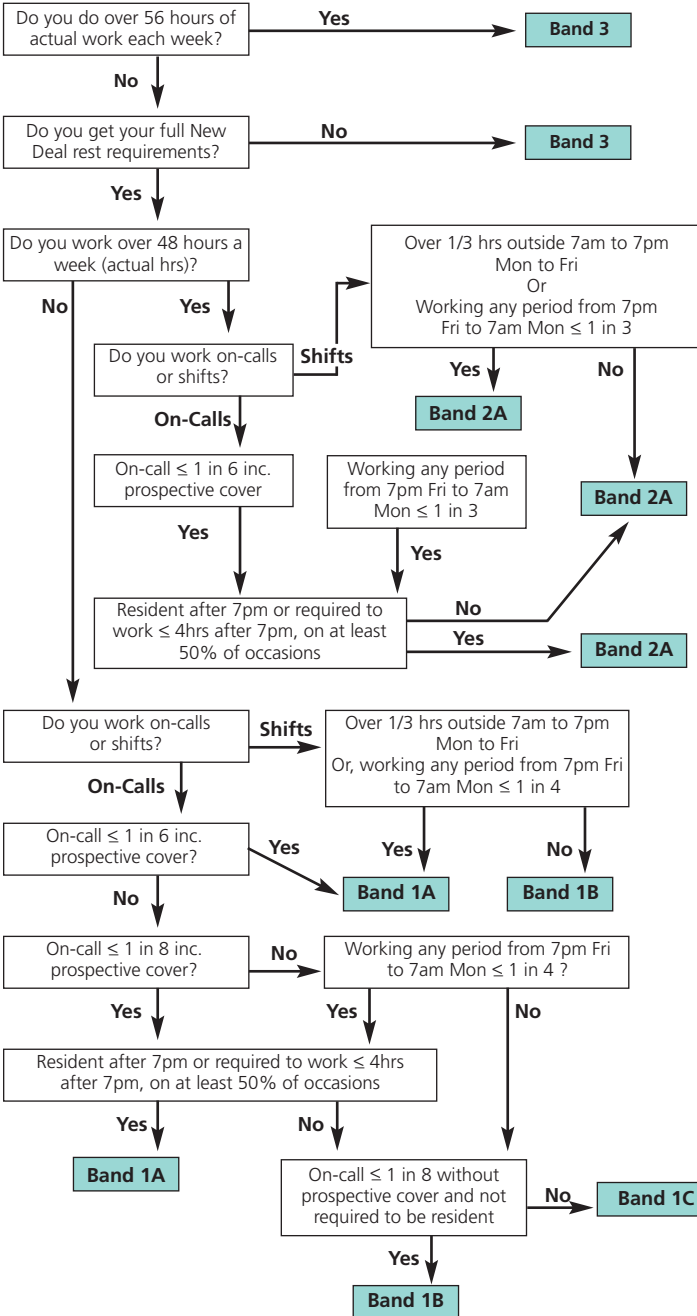 Do you do over 56 hours of
actual work each week?
Yes
Band 3
No
Do you get your full New
Deal rest requirements?
No
Band 3
Yes
Do you work over 48 hours a
week (actual hrs)?
No
Yes
Over 1/3 hrs outside 7am to 7pm
Mon to Fri
Or
Working any period from 7pm
Fri to 7am Mon ≤ 1 in 3
Do you work on-calls
or shifts?
Shifts
Yes
No
Band 2A
On-Calls
On-call ≤ 1 in 6 inc.
prospective cover
Working any period
from 7pm Fri to 7am
Mon ≤ 1 in 3
Band 2A
Yes
Yes
Resident after 7pm or required to
work ≤ 4hrs after 7pm, on at least
50% of occasions
No
Yes
Band 2A
Do you work on-calls
or shifts?
Shifts
Over 1/3 hrs outside 7am to 7pm
Mon to Fri
Or, working any period from 7pm Fri
to 7am Mon ≤ 1 in 4
On-Calls
On-call ≤ 1 in 6 inc.
prospective cover?
Yes
Yes
No
Band 1A
Band 1B
No
On-call ≤ 1 in 8 inc.
prospective cover?
No
Working any period from 7pm Fri
to 7am Mon ≤ 1 in 4 ?
Yes
Yes
No
Resident after 7pm or required to work ≤ 4hrs
after 7pm, on at least 50% of occasions
Yes
No
Band 1A
On-call ≤ 1 in 8 without
prospective cover and not
required to be resident
No
Band 1C
Yes
Band 1B